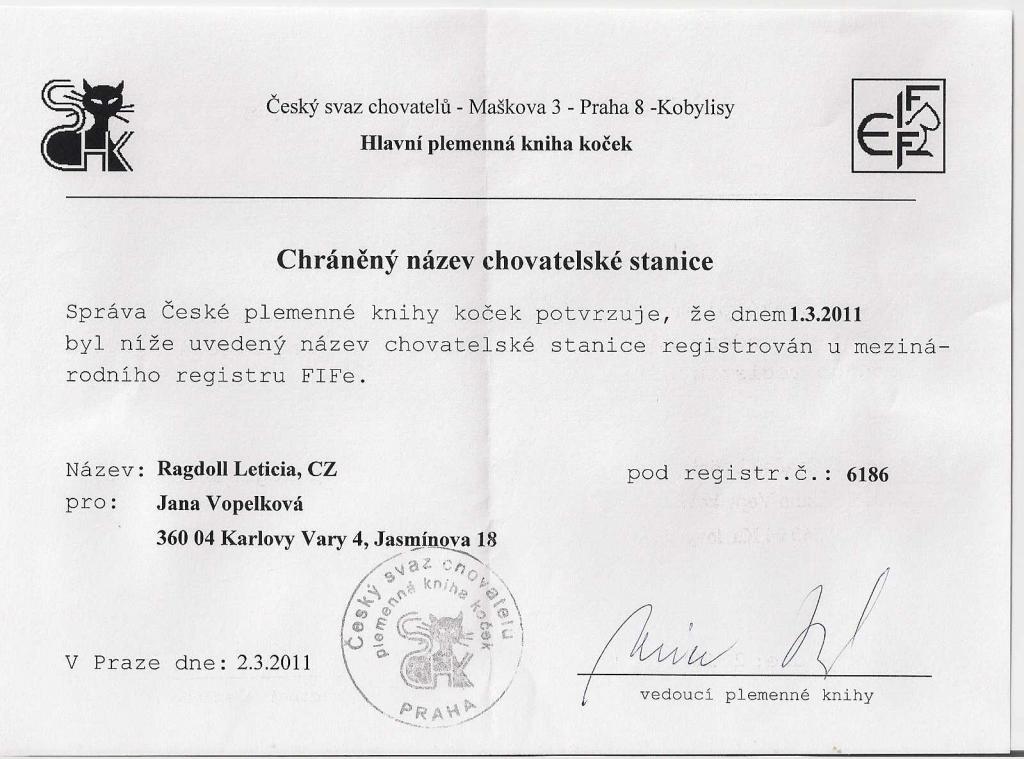 SCHK
Český svaz chovatelů - Maškova 3 - Praha 8 -Kobylisy
Hlavní plemenná kniha koček
FIFe
Chráněný název chovatelské stanice
Správa České plemenné knihy koček potvrzuje, že dnem 1.3.2011
byl níže uvedený název chovatelské stanice registrován u meziná-
rodního registru FIFe.
Název: Ragdoll Leticia, CZ pod registr.č.: 6186
pro: Jana Vopelková
360 04 Karlovy Vary 4, Jasmínova 18
Český svaz chovatelů
plemenná kniha koček
SCHK
PRAHA
V Praze dne: 2.3.2011
vedoucí plemenné knihy